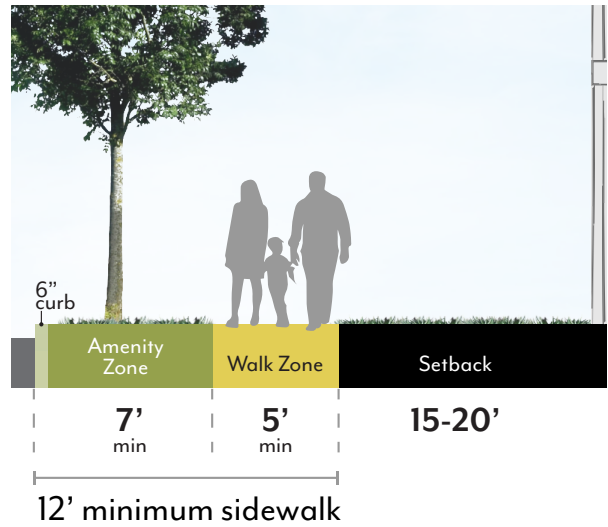 6”
curb
Amenity
Zone
Walk Zone
Setback
7’
min
5’
min
15-20’
12’ minimum sidewalk